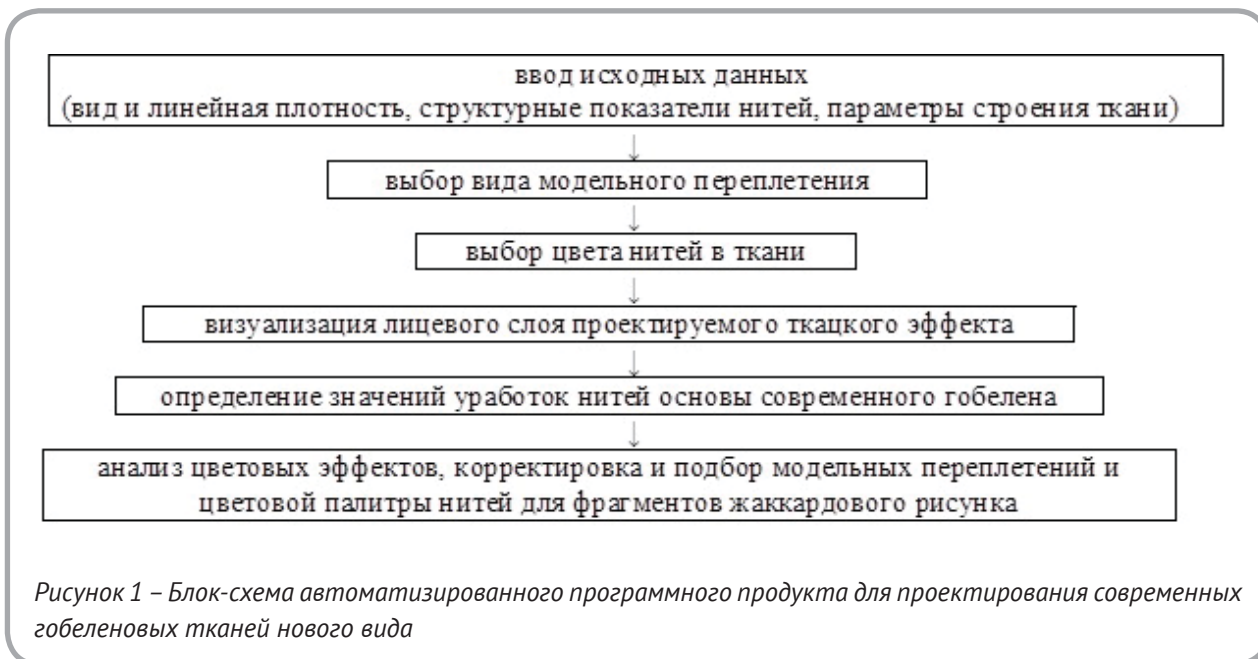 ввод исходных данных
(вид и линейная плотность, структурные показатели нитей, параметры строения ткани)
↓
выбор вида модельного переплетения
↓
выбор цвета нитей в ткани
↓
визуализация лицевого слоя проектируемого ткацкого эффекта
↓
определение значений уработок нитей основы современного гобелена
↓
анализ цветовых эффектов, корректировка и подбор модельных переплетений и
цветовой палитры нитей для фрагментов жаккардового рисунка
Рисунок 1 – Блок-схема автоматизированного программного продукта для проектирования современных
гобеленовых тканей нового вида